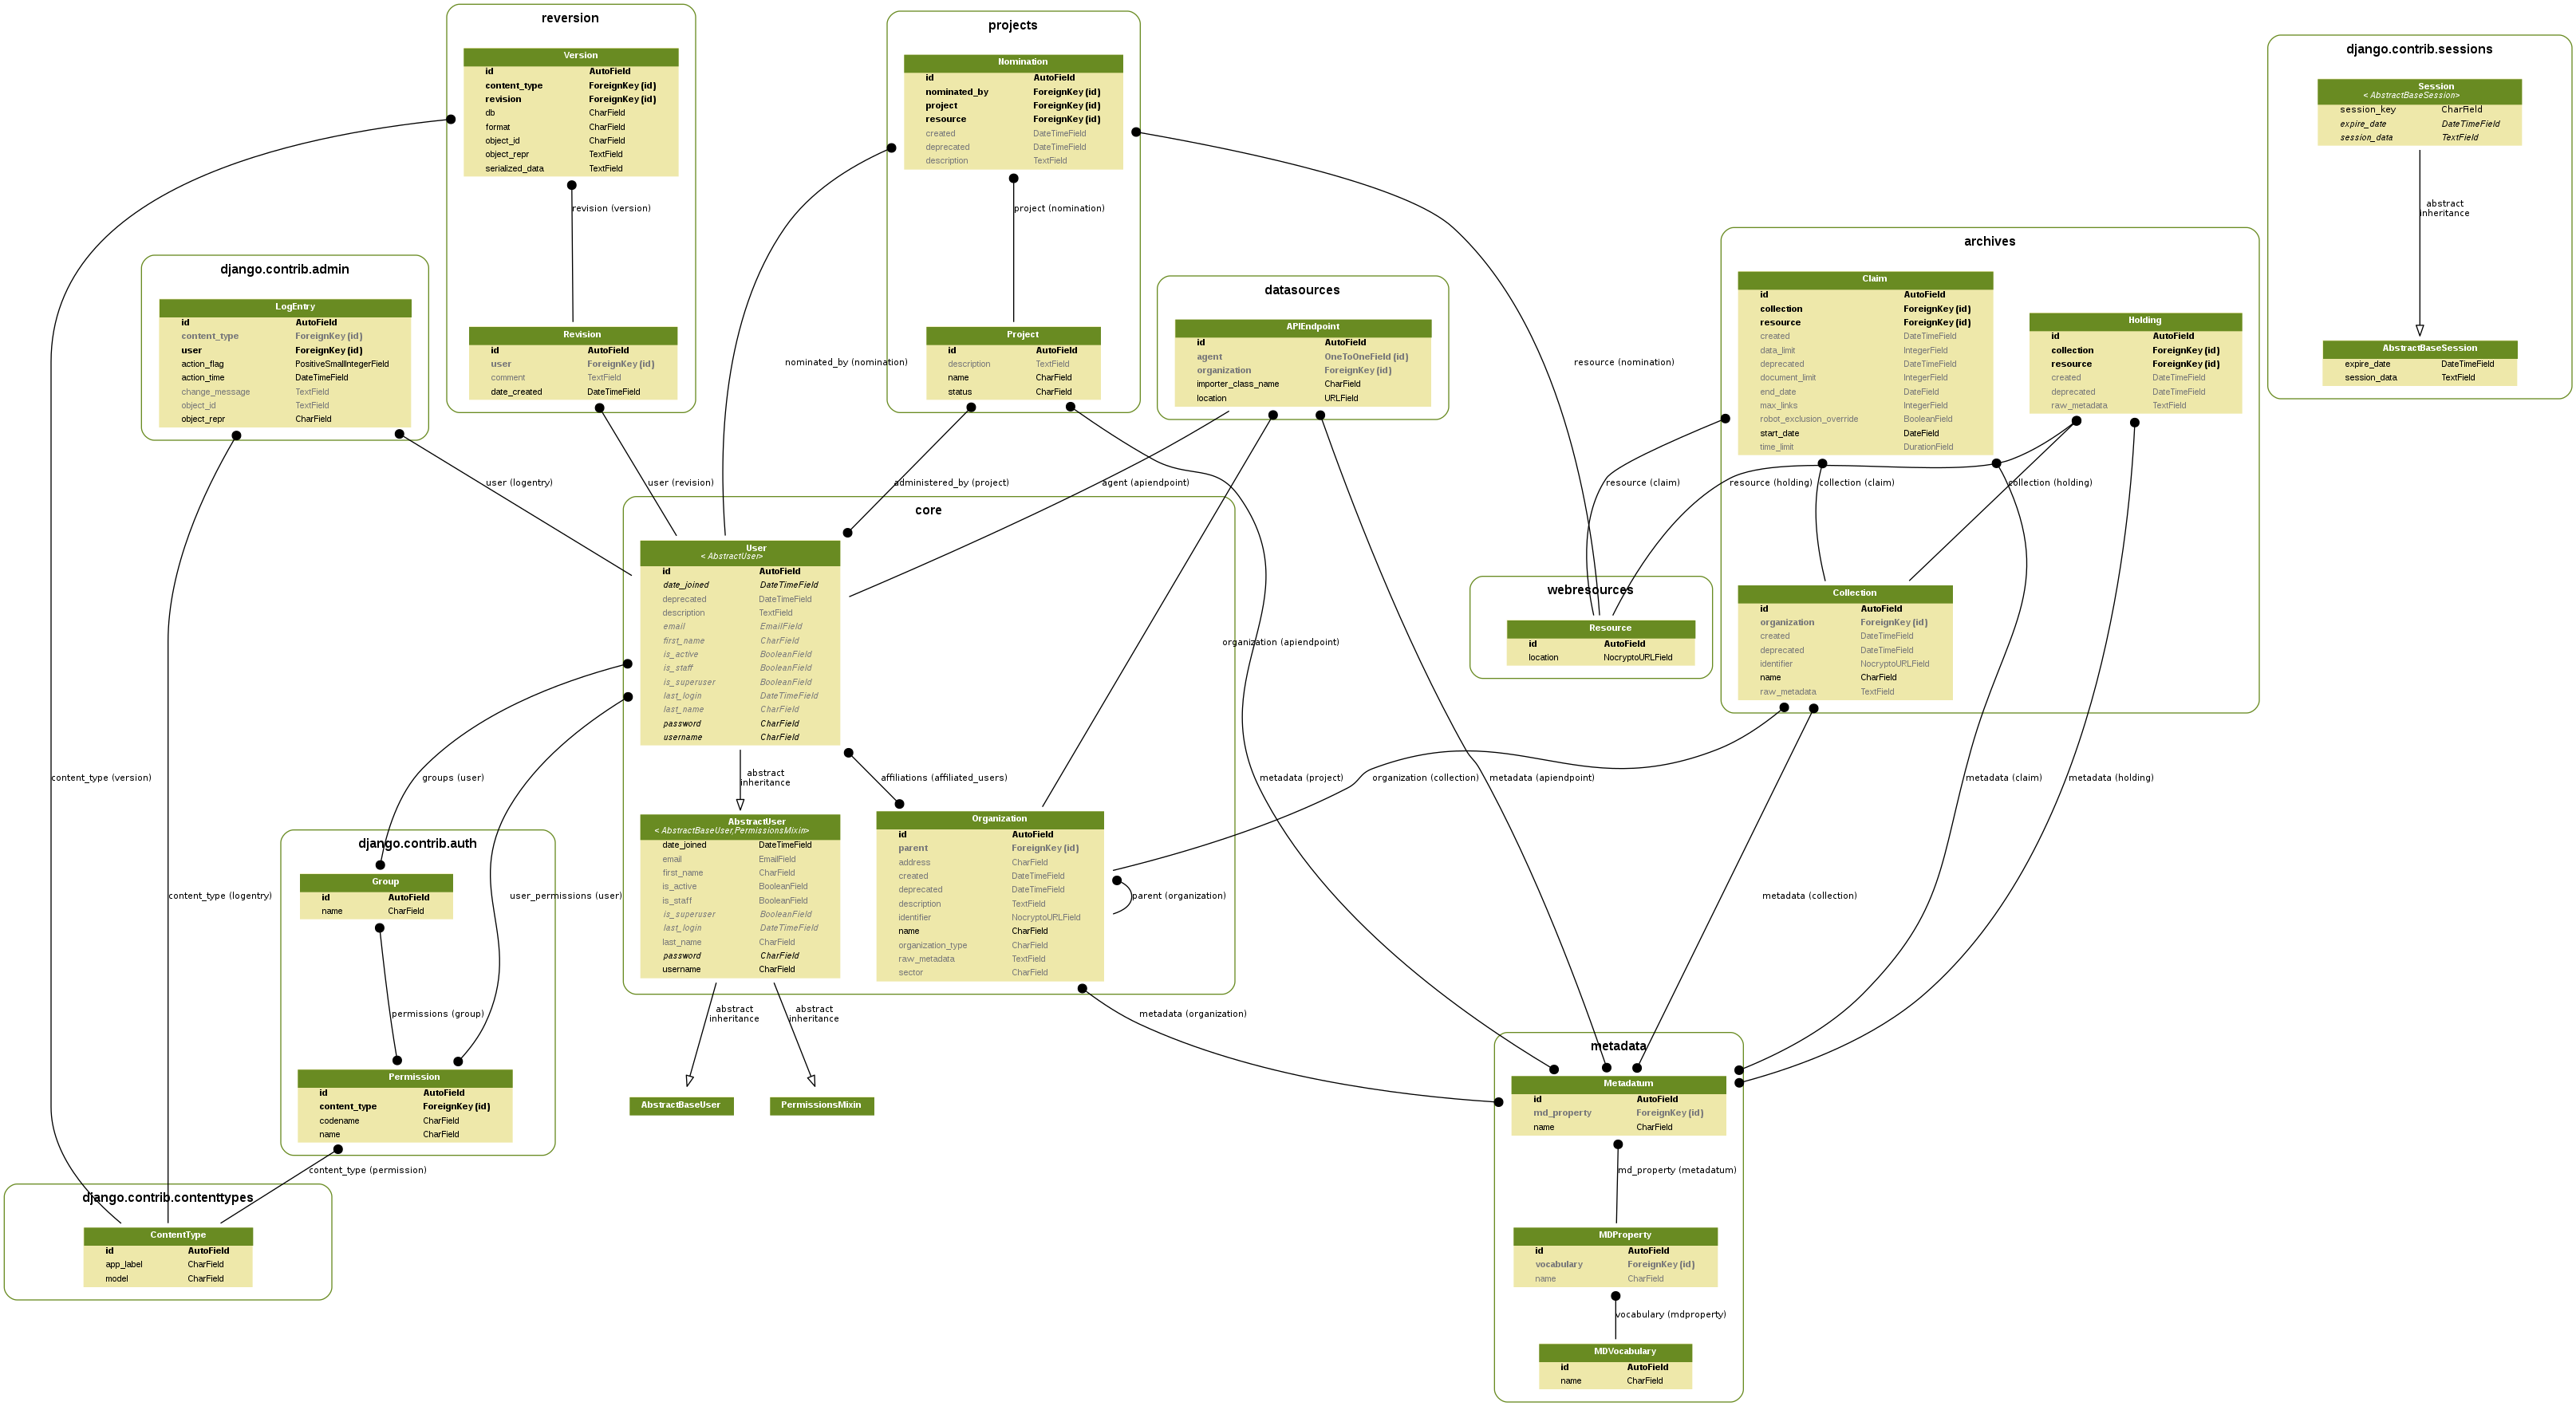 reversion
Version
id AutoField
content_type ForeignKey (id)
revision ForeignKey (id)
db CharField
format CharField
object_id CharField
object_repr TextField
serialized_data TextField
revision (version)
Revision
id AutoField
user ForeignKey (id)
comment TextField
date_created DateTimeField
projects
Nomination
id AutoField
nominated_by ForeignKey (id)
project ForeignKey (id)
resource ForeignKey (id)
created DateTimeField
deprecated DateTimeField
description TextField
project (nomination)
Project
id AutoField
description TextField
name CharField
status CharField
django.contrib.sessions
Session
< AbstractBaseSession>
session_key CharField
expire_date DateTimeField
session_data TextField
abstract
inheritance
AbstractBaseSession
expire_date DateTimeField
session_data TextField
django.contrib.admin
LogEntry
id AutoField
content_type ForeignKey (id)
user ForeignKey (id)
action_flag PositiveSmallIntegerField
action_time DateTimeField
change_message TextField
object_id TextField
object_repr CharField
datasources
APIEndpoint
id AutoField
agent OneToOneField (id)
organization ForeignKey (id)
importer_class_name CharField
location URLField
archives
Claim
id AutoField
collection ForeignKey (id)
resource ForeignKey (id)
created DateTimeField
data_limit IntegerField
deprecated DateTimeField
document_limit IntegerField
end_date DateField
max_links IntegerField
robot_exclusion_override BooleanField
start_date DateField
time_limit DurationField
Holding
id AutoField
collection ForeignKey (id)
resource ForeignKey (id)
created DateTimeField
deprecated DateTimeField
raw_metadata TextField
nominated_by (nomination)
resource (nomination)
user (logentry)
user (revision)
administered_by (project)
agent (apiendpoint)
resource (claim)
resource (holding)
collection (claim)
collection (holding)
Collection
id AutoField
organization ForeignKey (id)
created DateTimeField
deprecated DateTimeField
identifier NocryptoURLField
name CharField
raw_metadata TextField
webresources
Resource
id AutoField
location NocryptoURLField
core
User
< AbstractUser>
id AutoField
date_joined DateTimeField
deprecated DateTimeField
description TextField
email EmailField
first_name CharField
is_active BooleanField
is_staff BooleanField
is_superuser BooleanField
last_login DateTimeField
last_name CharField
password CharField
username CharField
organization (apiendpoint)
content_type (version)
groups (user)
abstract
inheritance
affiliations (affiliated_users)
metadata (project)
organization (collection)
metadata (apiendpoint)
metadata (claim)
metadata (holding)
AbstractUser
< AbstractBaseUser,PermissionsMixin>
date_joined DateTimeField
email EmailField
first_name CharField
is_active BooleanField
is_staff BooleanField
is_superuser BooleanField
last_login DateTimeField
last_name CharField
password CharField
username CharField
Organization
id AutoField
parent ForeignKey (id)
address CharField
created DateTimeField
deprecated DateTimeField
description TextField
identifier NocryptoURLField
name CharField
organization_type CharField
raw_metadata TextField
sector CharField
parent (organization)
content_type (logentry)
user_permissions (user)
metadata (collection)
django.contrib.auth
Group
id AutoField
name CharField
permissions (group)
Permission
id AutoField
content_type ForeignKey (id)
codename CharField
name CharField
abstract
inheritance
abstract
inheritance
metadata (organization)
AbstractBaseUser
PermissionsMixin
content_type (permission)
django.contrib.contenttypes
ContentType
id AutoField
app_label CharField
model CharField
metadata
Metadatum
id AutoField
md_property ForeignKey (id)
name CharField
md_property (metadatum)
MDProperty
id AutoField
vocabulary ForeignKey (id)
name CharField
vocabulary (mdproperty)
MDVocabulary
id AutoField
name CharField